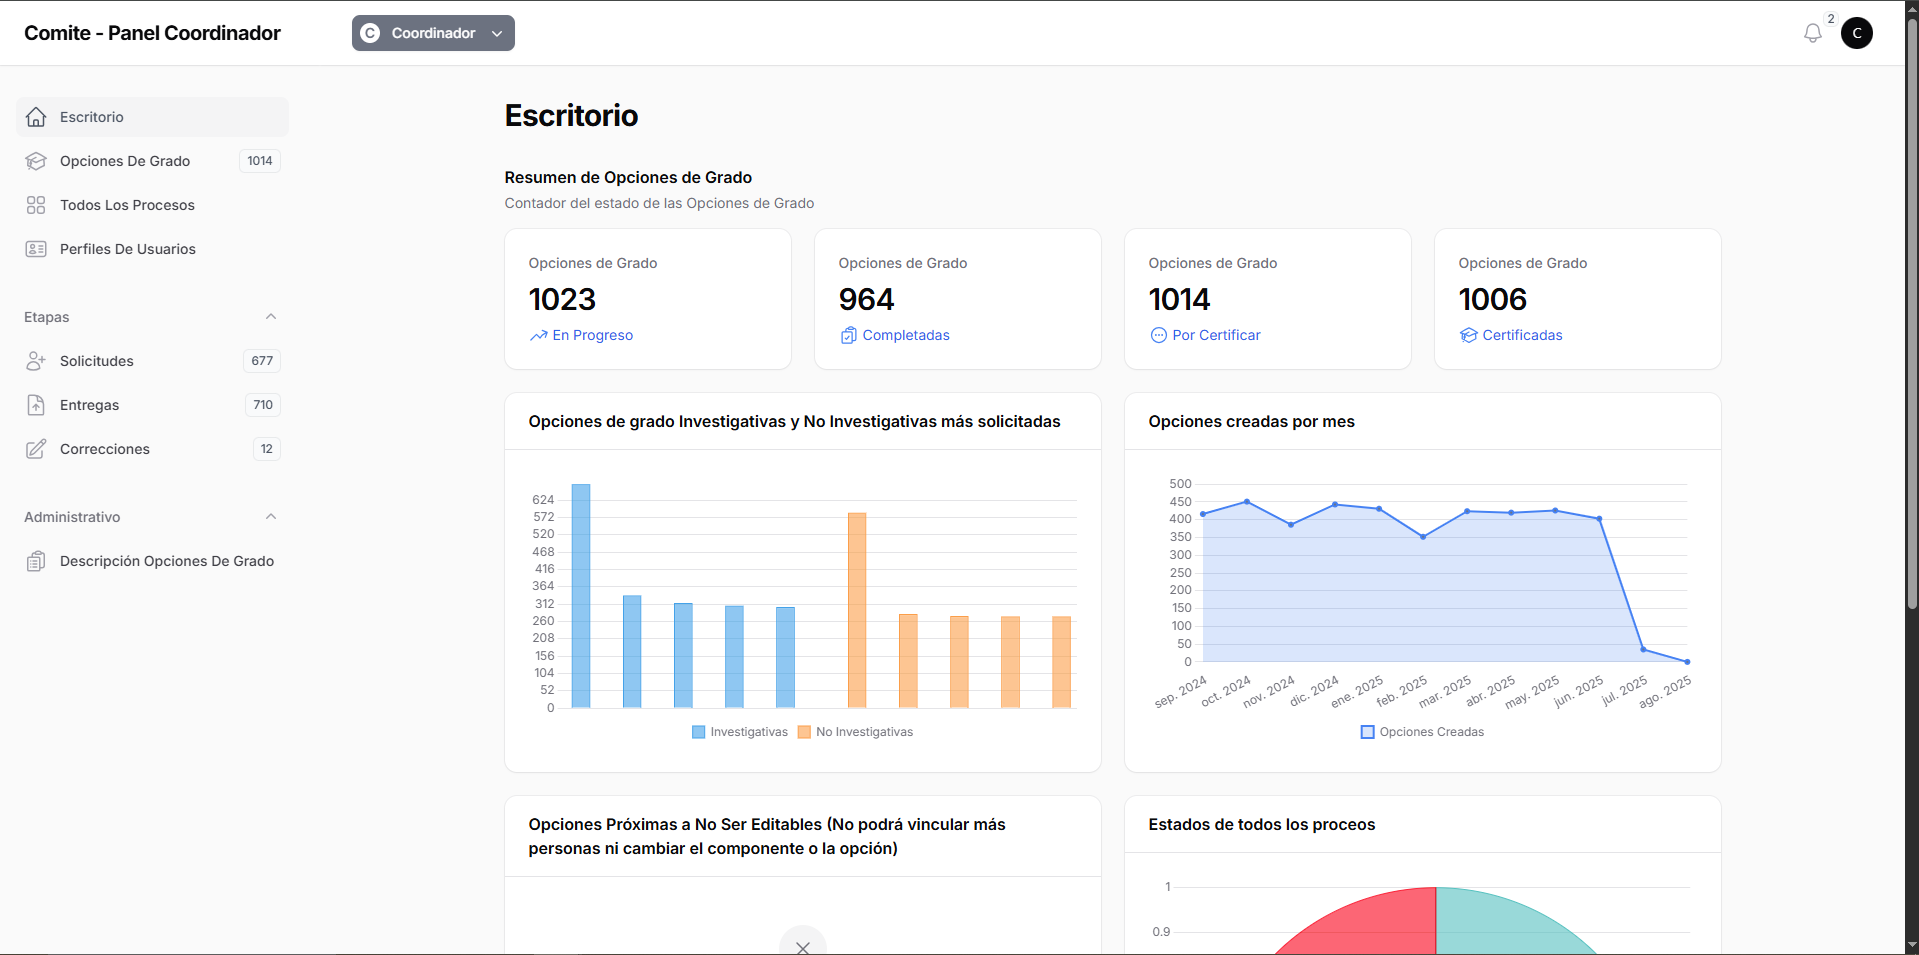 Comite - Panel Coordinador
C Coordinador
2
C
Escritorio
Opciones De Grado 1014
Todos Los Procesos
Perfiles De Usuarios
Etapas
Solicitudes 677
Entregas 710
Correcciones 12
Administrativo
Descripción Opciones De Grado
Escritorio
Resumen de Opciones de Grado
Contador del estado de las Opciones de Grado
Opciones de Grado
1023
En Progreso
Opciones de Grado
964
Completadas
Opciones de Grado
1014
Por Certificar
Opciones de Grado
1006
Certificadas
Opciones de grado Investigativas y No Investigativas más solicitadas
624
572
520
468
416
364
312
260
208
156
104
52
0
Investigativas No Investigativas
Opciones creadas por mes
500
450
400
350
300
250
200
150
100
50
0
sep. 2024 oct. 2024 nov. 2024 dic. 2024 ene. 2025 feb. 2025 mar. 2025 abr. 2025 may. 2025 jun. 2025 jul. 2025 ago. 2025
Opciones Creadas
Opciones Próximas a No Ser Editables (No podrá vincular más
personas ni cambiar el componente o la opción)
Estados de todos los proceos
1
0.9